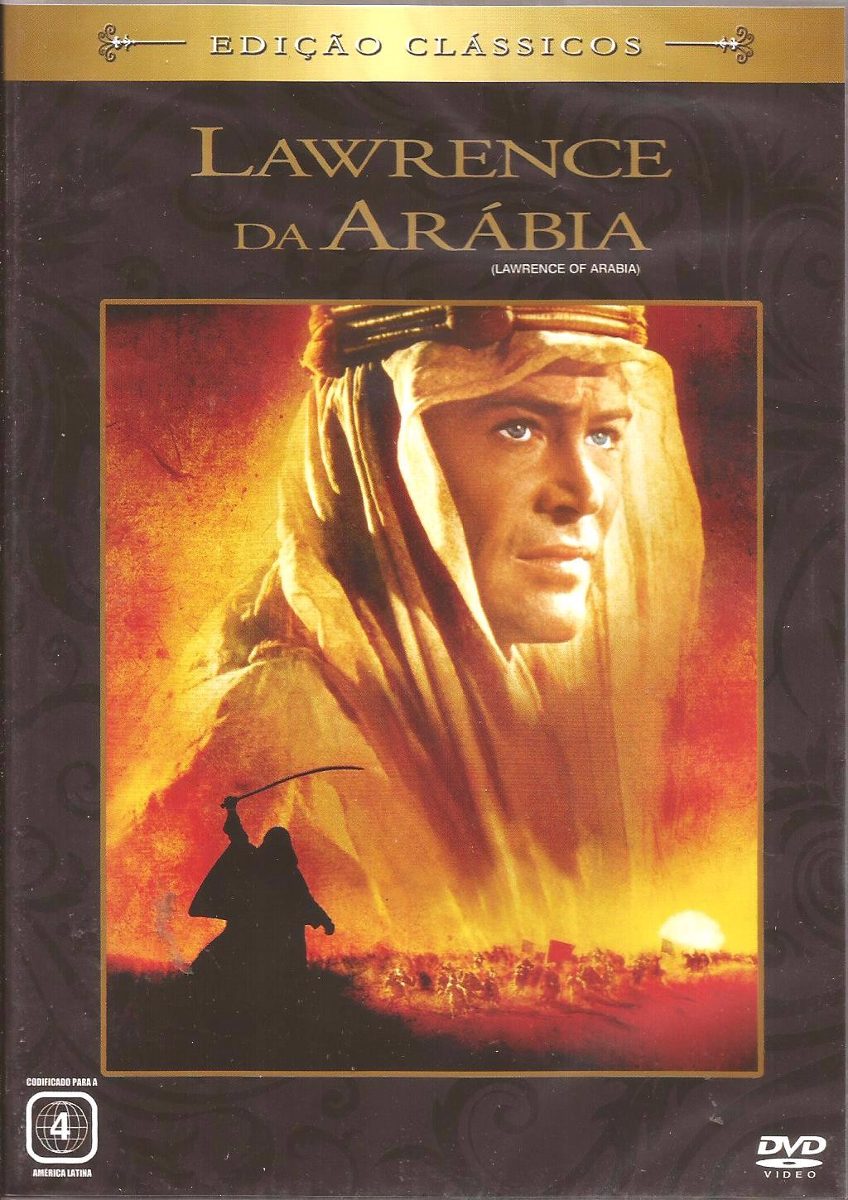 EDIÇÃO CLÁSSICOS
LAWRENCE
DA ARÁBIA
(LAWRENCE OF ARABIA)
CODIFICADO PARA A
4
AMÉRICA LATINA
DVD
VIDEO